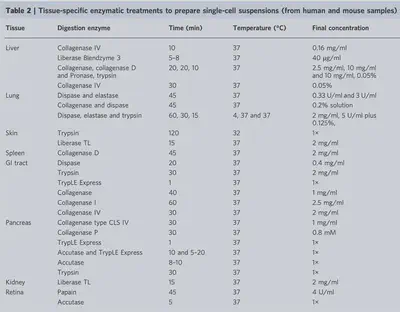 Table 2 | Tissue-specific enzymatic treatments to prepare single-cell suspensions (from human and mouse samples)
Tissue Digestion enzyme Time (min) Temperature (°C) Final concentration
Liver Collagenase IV 10 37 0.16 mg/ml
Liberase Blendzyme 3 5–8 37 40 μg/ml
Collagenase, collagenase D 20, 20, 10 37 2.5 mg/ml, 10 mg/ml
and Pronase, trypsin and 10 mg/ml, 0.05%
Collagenase IV 30 37 0.05%
Lung Dispase and elastase 45 37 0.33 U/ml and 3 U/ml
Collagenase and dispase 45 37 0.2% solution
Dispase, elastase and trypsin 60, 30, 15 4, 37 and 37 2 mg/ml, 5 U/ml plus
0.125%,
Skin Trypsin 120 32 1×
Liberase TL 15 37 2 mg/ml
Spleen Collagenase D 45 37 2 mg/ml
GI tract Dispase 20 37 0.4 mg/ml
Trypsin 30 37 2 mg/ml
TrypLE Express 1 37 1×
Collagenase 40 37 1 mg/ml
Collagenase I 60 37 2.5 mg/ml
Collagenase IV 30 37 2 mg/ml
Pancreas Collagenase type CLS IV 30 37 1 mg/ml
Collagenase P 30 37 0.8 mM
TrypLE Express 1 37 1×
Accutase and TrypLE Express 10 and 5–20 37 1×
Accutase 8–10 37 1×
Trypsin 30 37 1×
Kidney Liberase TL 15 37 2 mg/ml
Retina Papain 45 37 4 U/ml
Accutase 5 37 1×